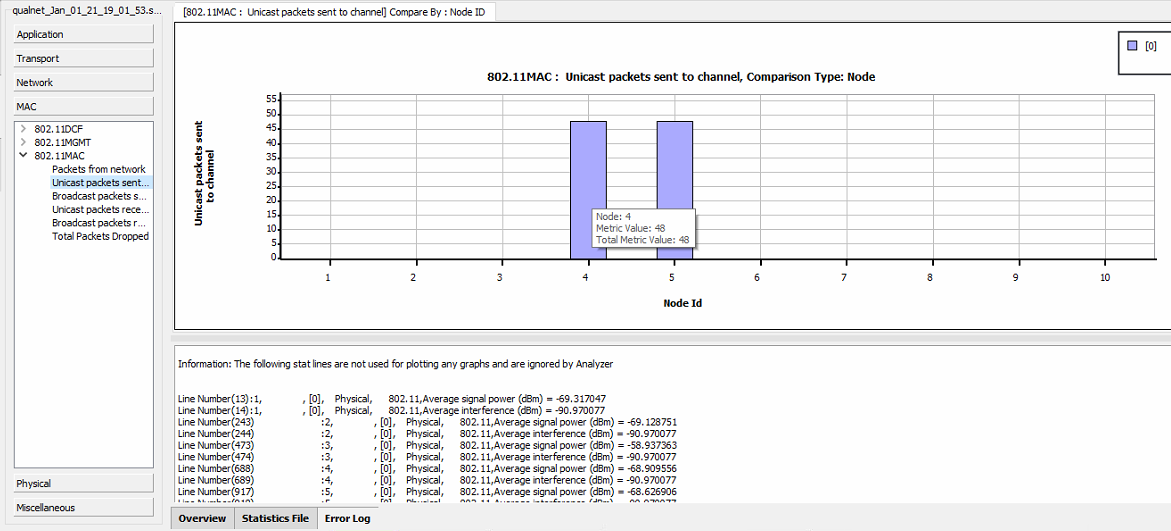 qualnet_Jan_01_21_19_01_53.s...
Application
Transport
Network
MAC
802.11DCF
802.11MGMT
802.11MAC
Packets from network
Unicast packets sent...
Broadcast packets s...
Unicast packets rece...
Broadcast packets r...
Total Packets Dropped
Physical
Miscellaneous
[802.11MAC : Unicast packets sent to channel] Compare By : Node ID
[0]
802.11MAC : Unicast packets sent to channel, Comparison Type: Node
Unicast packets sent
to channel
55
50
45
40
35
30
25
20
15
10
5
0
Node: 4
Metric Value: 48
Total Metric Value: 48
1 2 3 4 5 6 7 8 9 10
Node Id
Information: The following stat lines are not used for plotting any graphs and are ignored by Analyzer
Line Number(13):1, , [0], Physical, 802.11,Average signal power (dBm) = -69.317047
Line Number(14):1, , [0], Physical, 802.11,Average interference (dBm) = -90.970077
Line Number(243) :2, , [0], Physical, 802.11,Average signal power (dBm) = -69.128751
Line Number(244) :2, , [0], Physical, 802.11,Average interference (dBm) = -90.970077
Line Number(473) :3, , [0], Physical, 802.11,Average signal power (dBm) = -58.937363
Line Number(474) :3, , [0], Physical, 802.11,Average interference (dBm) = -90.970077
Line Number(688) :4, , [0], Physical, 802.11,Average signal power (dBm) = -68.909556
Line Number(689) :4, , [0], Physical, 802.11,Average interference (dBm) = -90.970077
Line Number(917) :5, , [0], Physical, 802.11,Average signal power (dBm) = -68.626906
Overview
Statistics File
Error Log